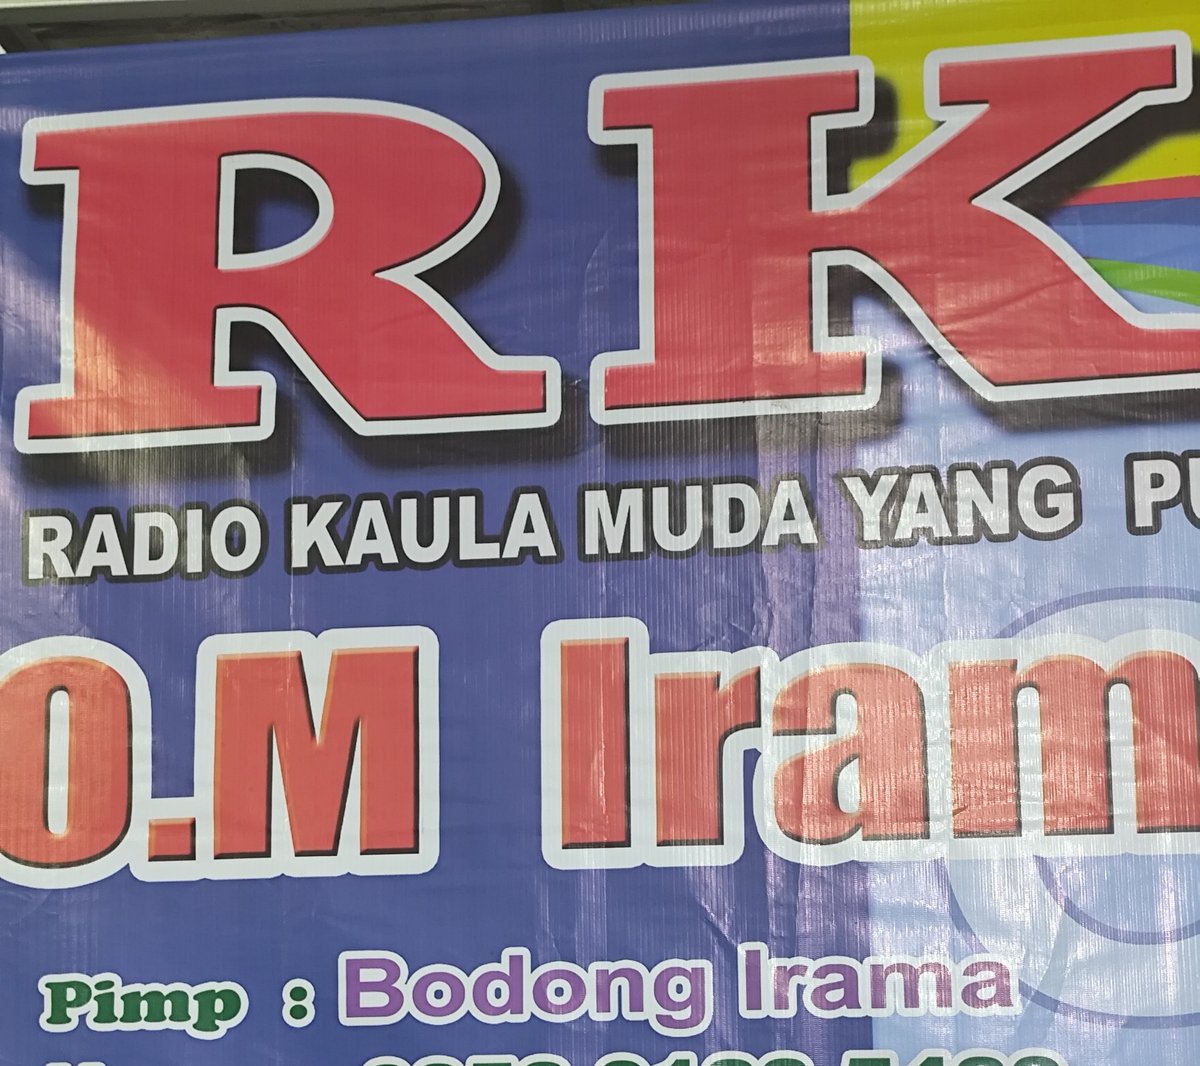 RK
RADIO KAULA MUDA YANG
O.M Iram
Pimp : Bodong Irama